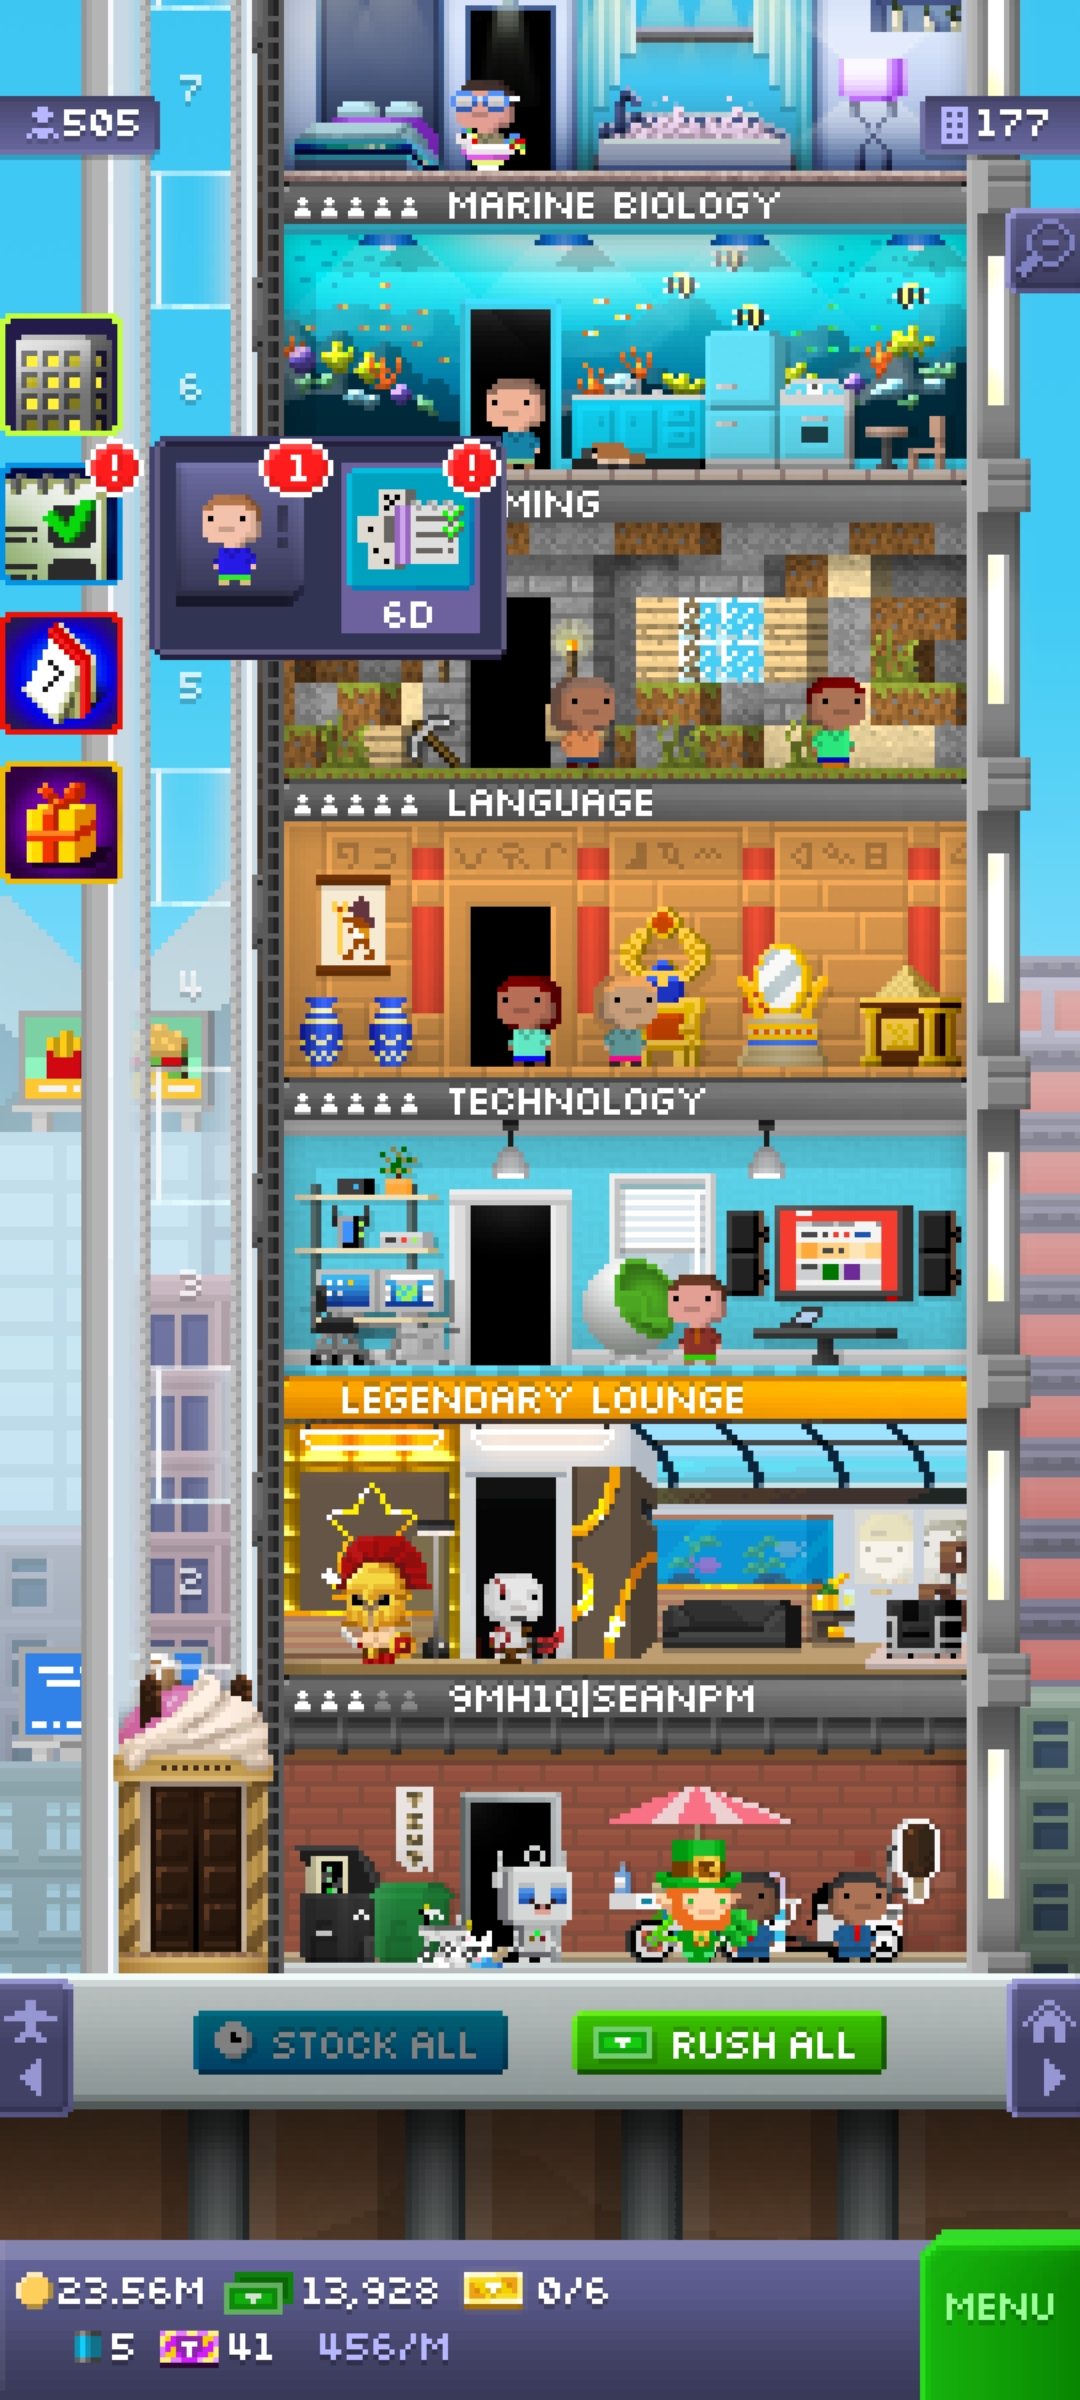 7
505
177
MARINE BIOLOGY
6
!
1
!
MING
6D
5
LANGUAGE
4
TECHNOLOGY
3
LEGENDARY LOUNGE
2
9MH1Q|SEANPM
STOCK ALL
RUSH ALL
23.56M 13,928 0/6
MENU
5 41 456/M